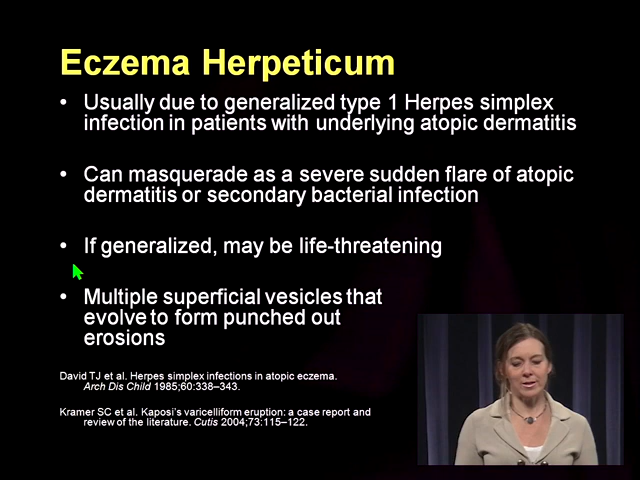 Eczema Herpeticum
• Usually due to generalized type 1 Herpes simplex
infection in patients with underlying atopic dermatitis
• Can masquerade as a severe sudden flare of atopic
dermatitis or secondary bacterial infection
• If generalized, may be life-threatening
• Multiple superficial vesicles that
evolve to form punched out
erosions
David TJ et al. Herpes simplex infections in atopic eczema.
Arch Dis Child 1985;60:338–343.
Kramer SC et al. Kaposi's varicelliform eruption: a case report and
review of the literature. Cutis 2004;73:115–122.